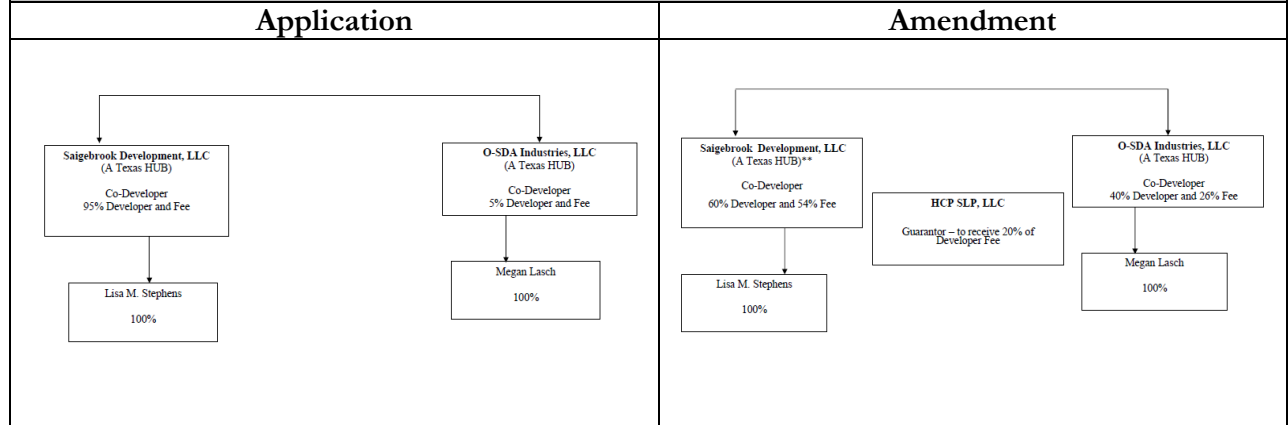 Application
Amendment
Saigebrook Development, LLC
(A Texas HUB)
Co-Developer
95% Developer and Fee
Lisa M. Stephens
100%
O-SDA Industries, LLC
(A Texas HUB)
Co-Developer
5% Developer and Fee
Megan Lasch
100%
Saigebrook Development, LLC
(A Texas HUB)**
Co-Developer
60% Developer and 54% Fee
Lisa M. Stephens
100%
HCP SLP, LLC
Guarantor – to receive 20% of
Developer Fee
O-SDA Industries, LLC
(A Texas HUB)
Co-Developer
40% Developer and 26% Fee
Megan Lasch
100%